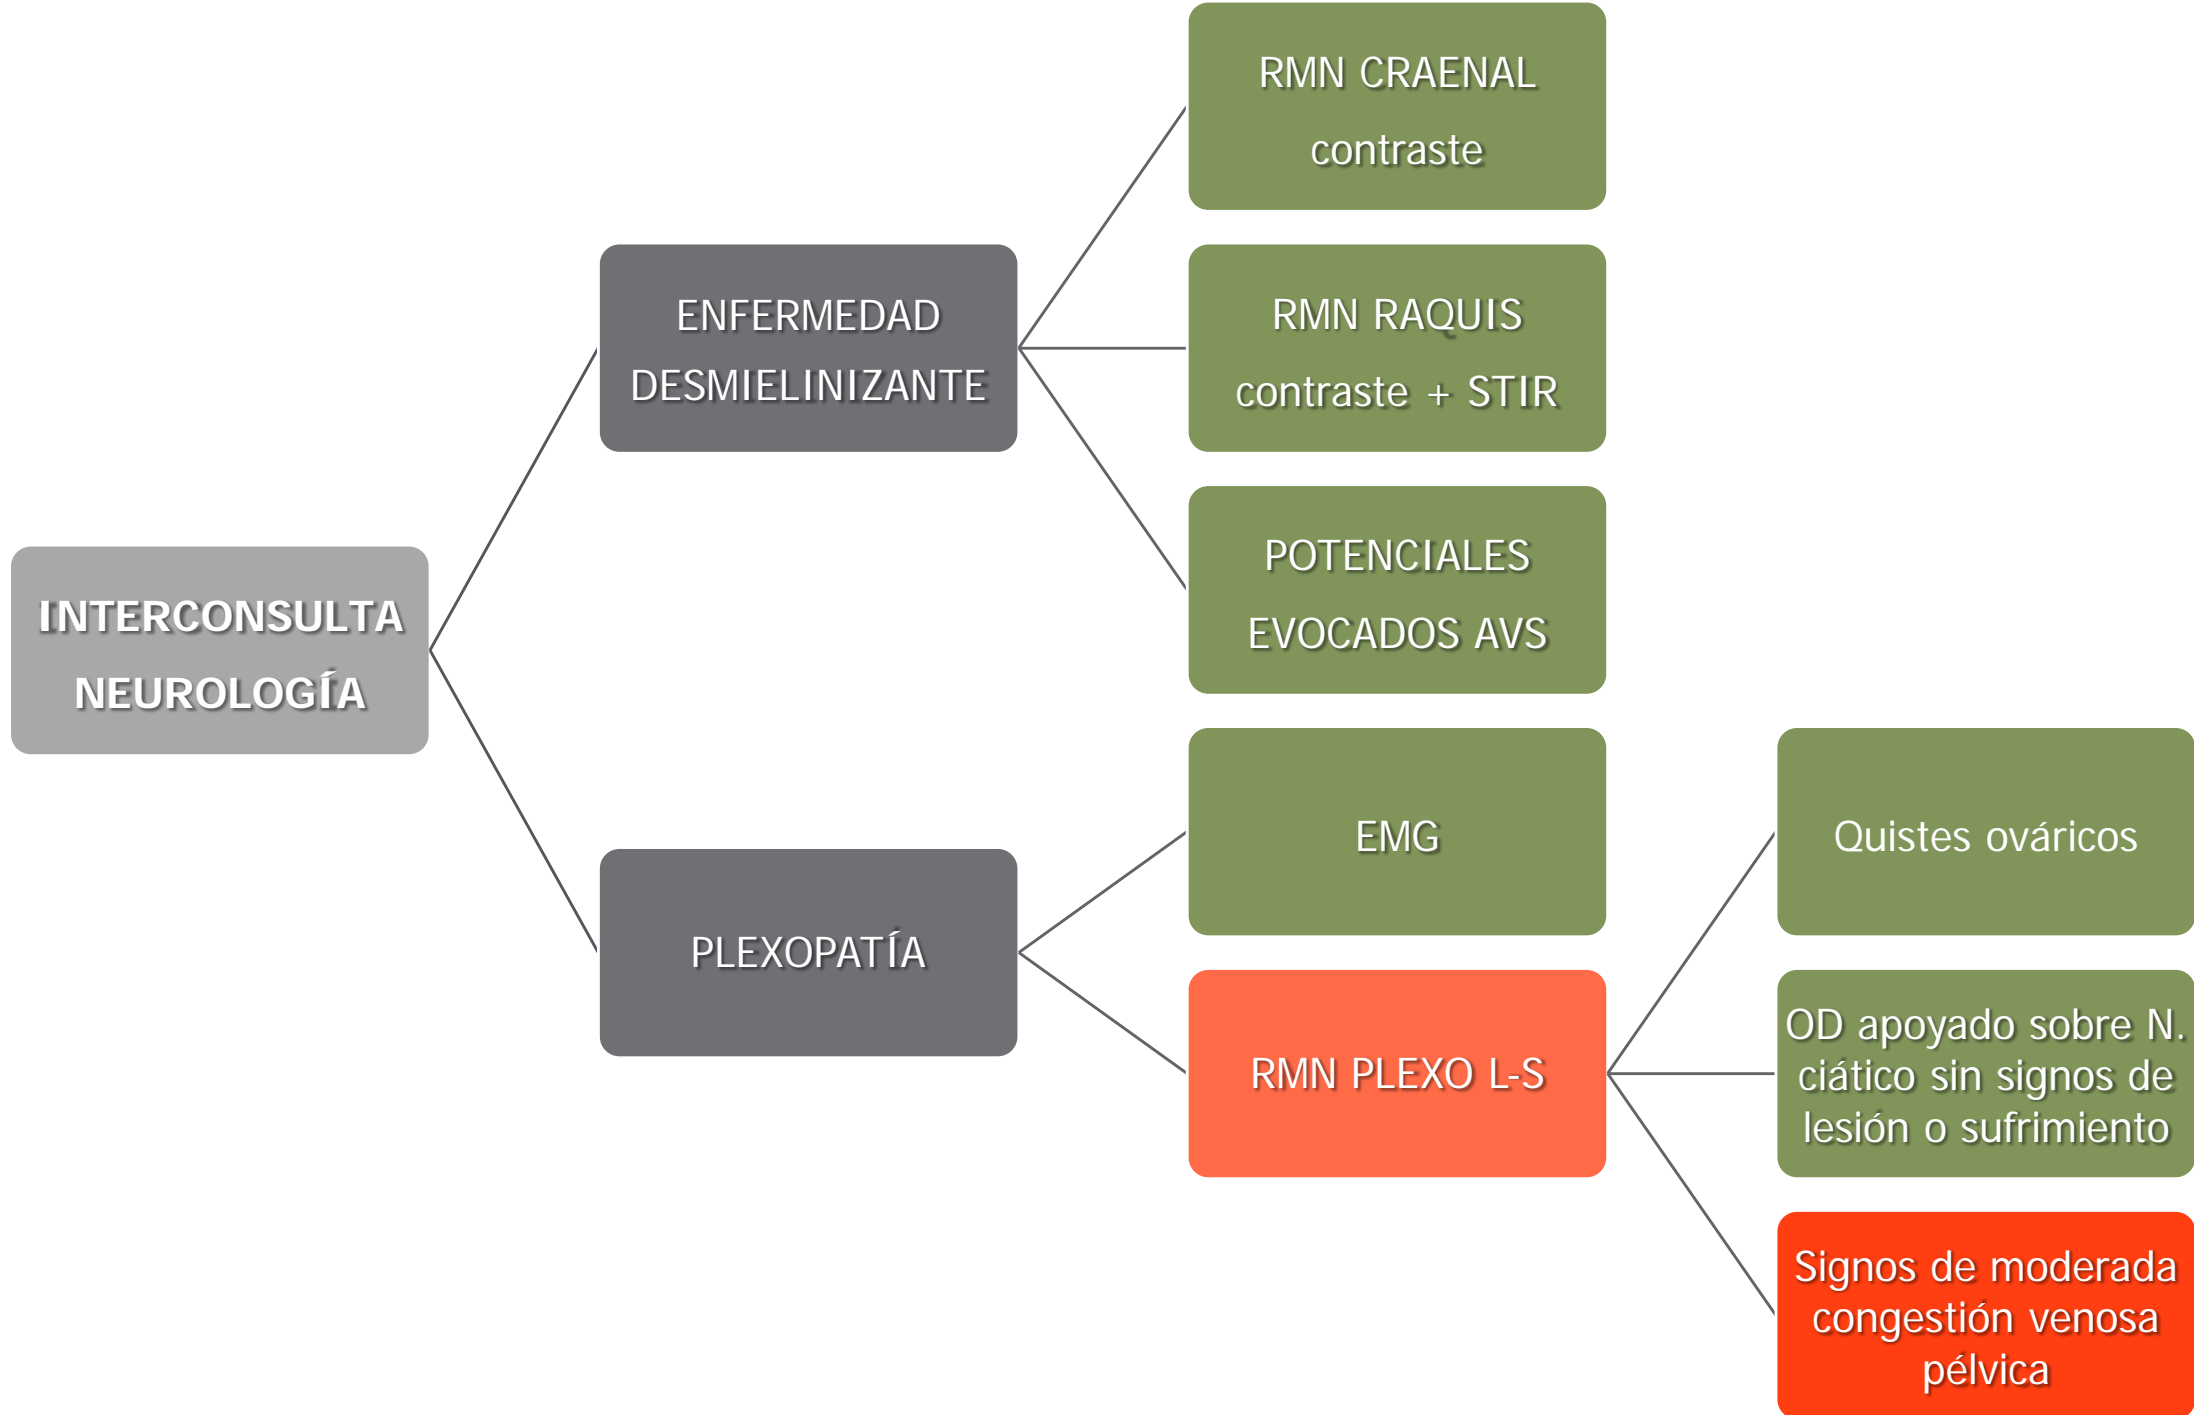 INTERCONSULTA
NEUROLOGÍA
ENFERMEDAD
DESMIELINIZANTE
RMN CRAENAL
contraste
RMN RAQUIS
contraste + STIR
POTENCIALES
EVOCADOS AVS
PLEXOPATÍA
EMG
RMN PLEXO L-S
Quistes ováricos
OD apoyado sobre N.
ciático sin signos de
lesión o sufrimiento
Signos de moderada
congestión venosa
pélvica